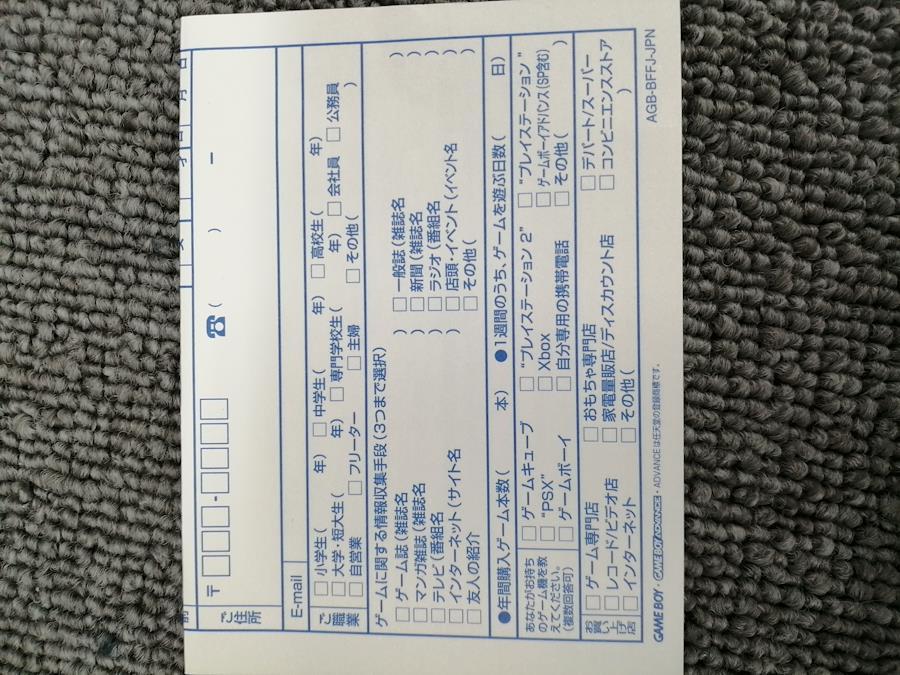 月 日
〒□□□-□□□□
ご住所
☎( ) −
E-mail
ご職業
□小学生( 年) □中学生( 年) □高校生( 年)
□大学・短大生( 年) □専門学校生( 年) □会社員 □公務員
□自営業 □フリーター □主婦 □その他( )
ゲームに関する情報収集手段(3つまで選択)
□ゲーム誌(雑誌名 ) □一般誌(雑誌名 )
□マンガ雑誌(雑誌名 ) □新聞(雑誌名 )
□テレビ(番組名 ) □ラジオ(番組名 )
□インターネット(サイト名 ) □店頭・イベント(イベント名 )
□友人の紹介 □その他( )
●年間購入ゲーム本数( 本) ●1週間のうち、ゲームを遊ぶ日数( 日)
あなたがお持ちのゲーム機を教えてください。(複数回答可)
□ゲームキューブ □“プレイステーション 2” □“プレイステーション”
□“PSX” □Xbox □ゲームボーイアドバンス(SP含む)
□ゲームボーイ □自分専用の携帯電話 □その他( )
お買い上げ店
□ゲーム専門店 □おもちゃ専門店 □デパート/スーパー
□レコード/ビデオ店 □家電量販店/ディスカウント店 □コンビニエンスストア
□インターネット □その他( )
GAME BOY・GAME BOY ADVANCE・ADVANCE は任天堂の登録商標です。
AGB-BFFJ-JPN